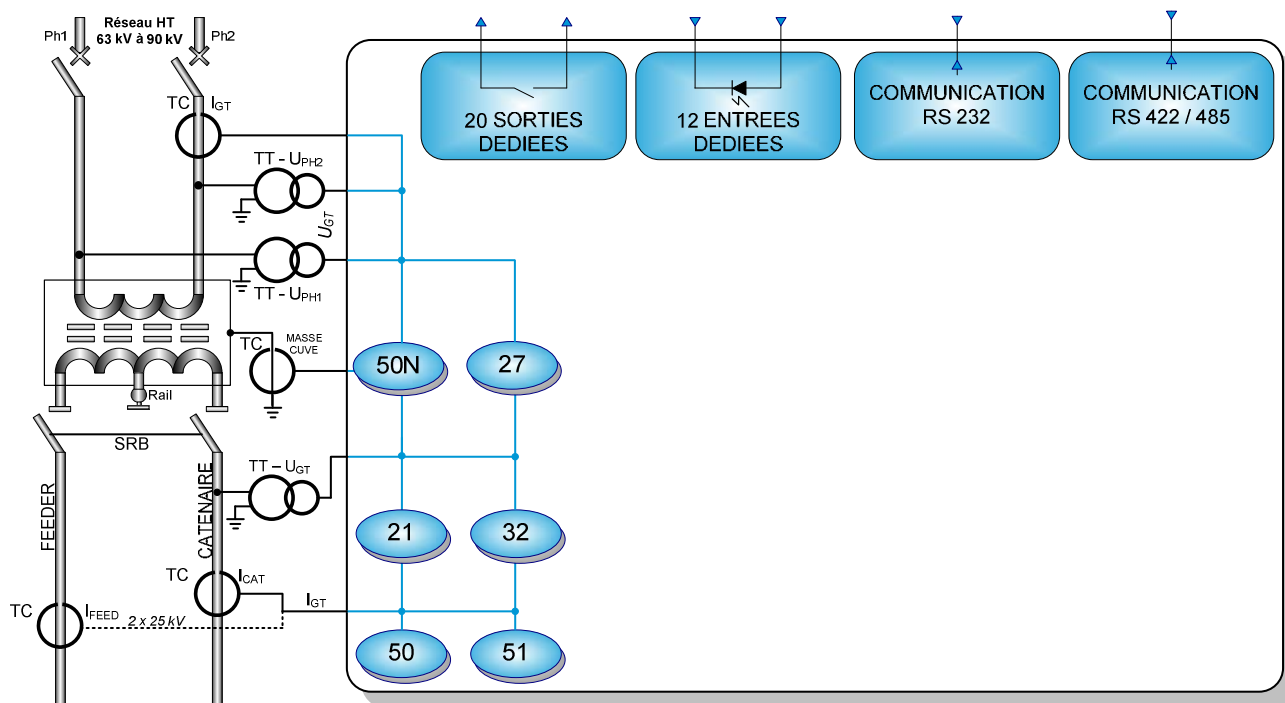 Réseau HT
63 kV à 90 kV
Ph1
Ph2
TC
IGT
TT - UPH2
UGT
TT - UPH1
TC
MASSE
CUVE
Rail
SRB
TT – UGT
FEEDER
CATENAIRE
TC
ICAT
IGT
TC
IFEED
2 x 25 kV
20 SORTIES
DEDIEES
12 ENTREES
DEDIEES
COMMUNICATION
RS 232
COMMUNICATION
RS 422 / 485
50N
27
21
32
50
51